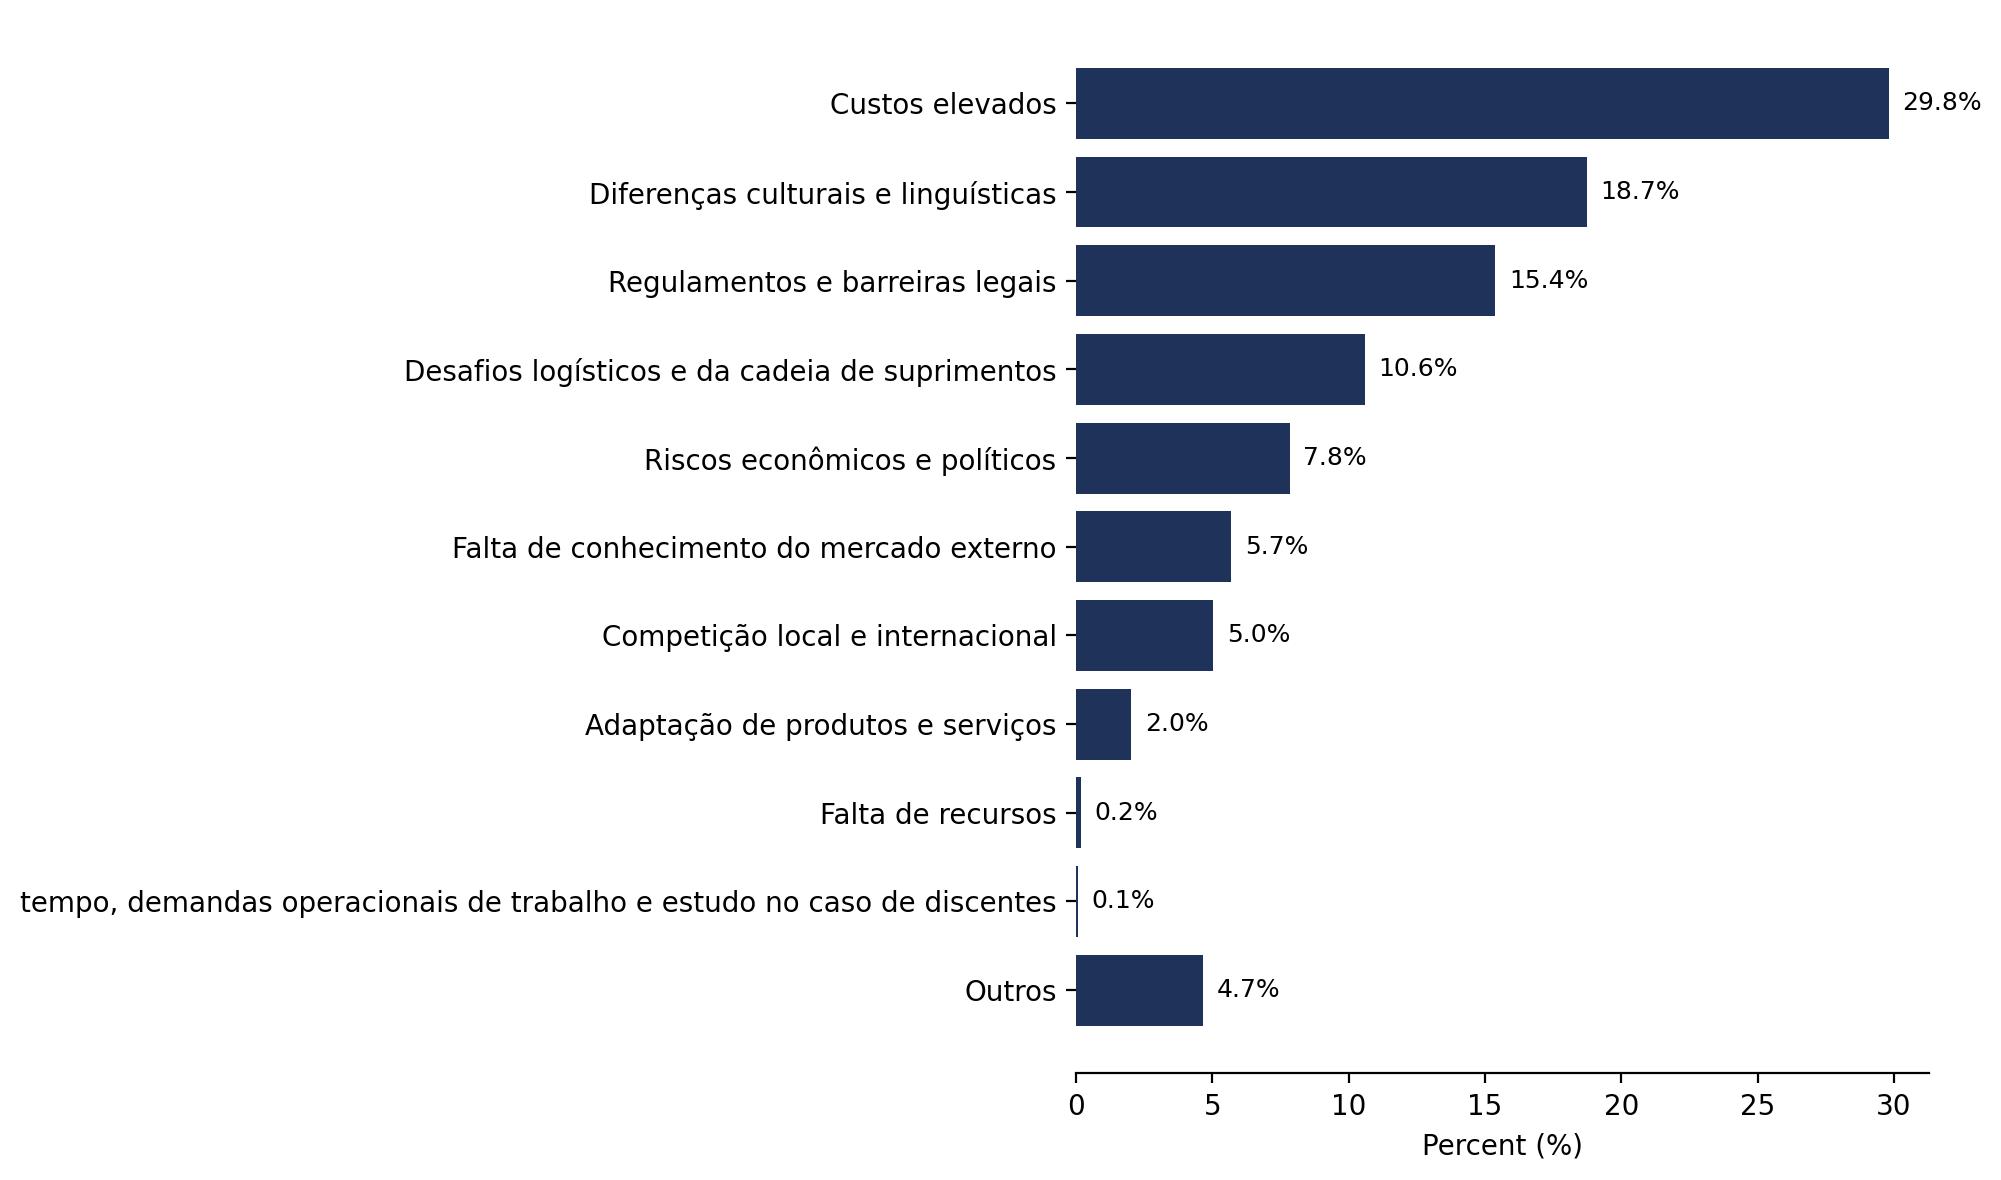 Custos elevados 29.8%
Diferenças culturais e linguísticas 18.7%
Regulamentos e barreiras legais 15.4%
Desafios logísticos e da cadeia de suprimentos 10.6%
Riscos econômicos e políticos 7.8%
Falta de conhecimento do mercado externo 5.7%
Competição local e internacional 5.0%
Adaptação de produtos e serviços 2.0%
Falta de recursos 0.2%
tempo, demandas operacionais de trabalho e estudo no caso de discentes 0.1%
Outros 4.7%
0 5 10 15 20 25 30
Percent (%)